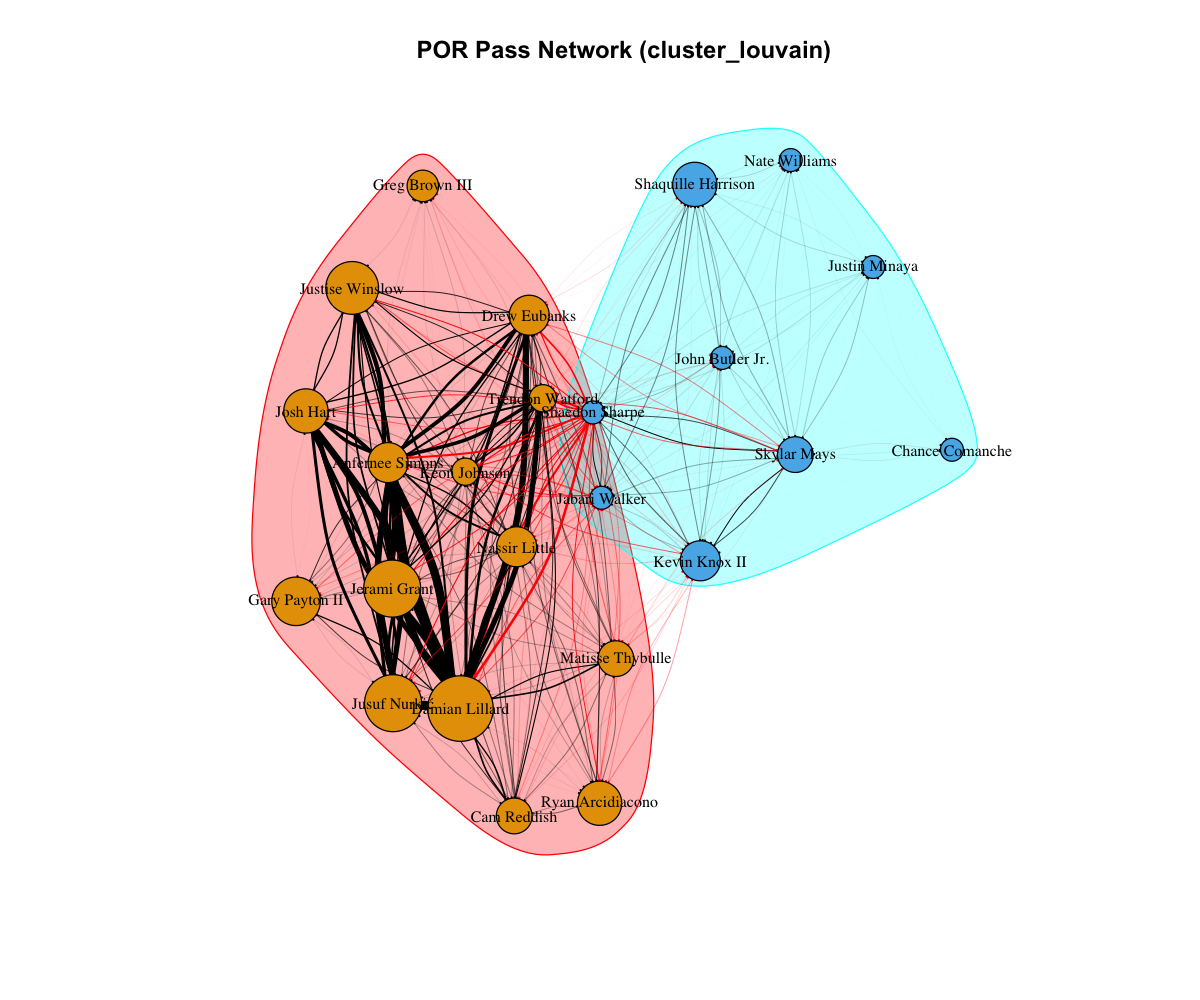 POR Pass Network (cluster_louvain)
Nate Williams
Greg Brown III
Shaquille Harrison
Justin Minaya
Justise Winslow
Drew Eubanks
John Butler Jr.
Trendon Watford
Josh Hart
Shaedon Sharpe
Chance Comanche
Skylar Mays
Anfernee Simons
Keon Johnson
Jabari Walker
Nassir Little
Kevin Knox II
Jerami Grant
Gary Payton II
Matisse Thybulle
Jusuf Nurkic
Damian Lillard
Ryan Arcidiacono
Cam Reddish